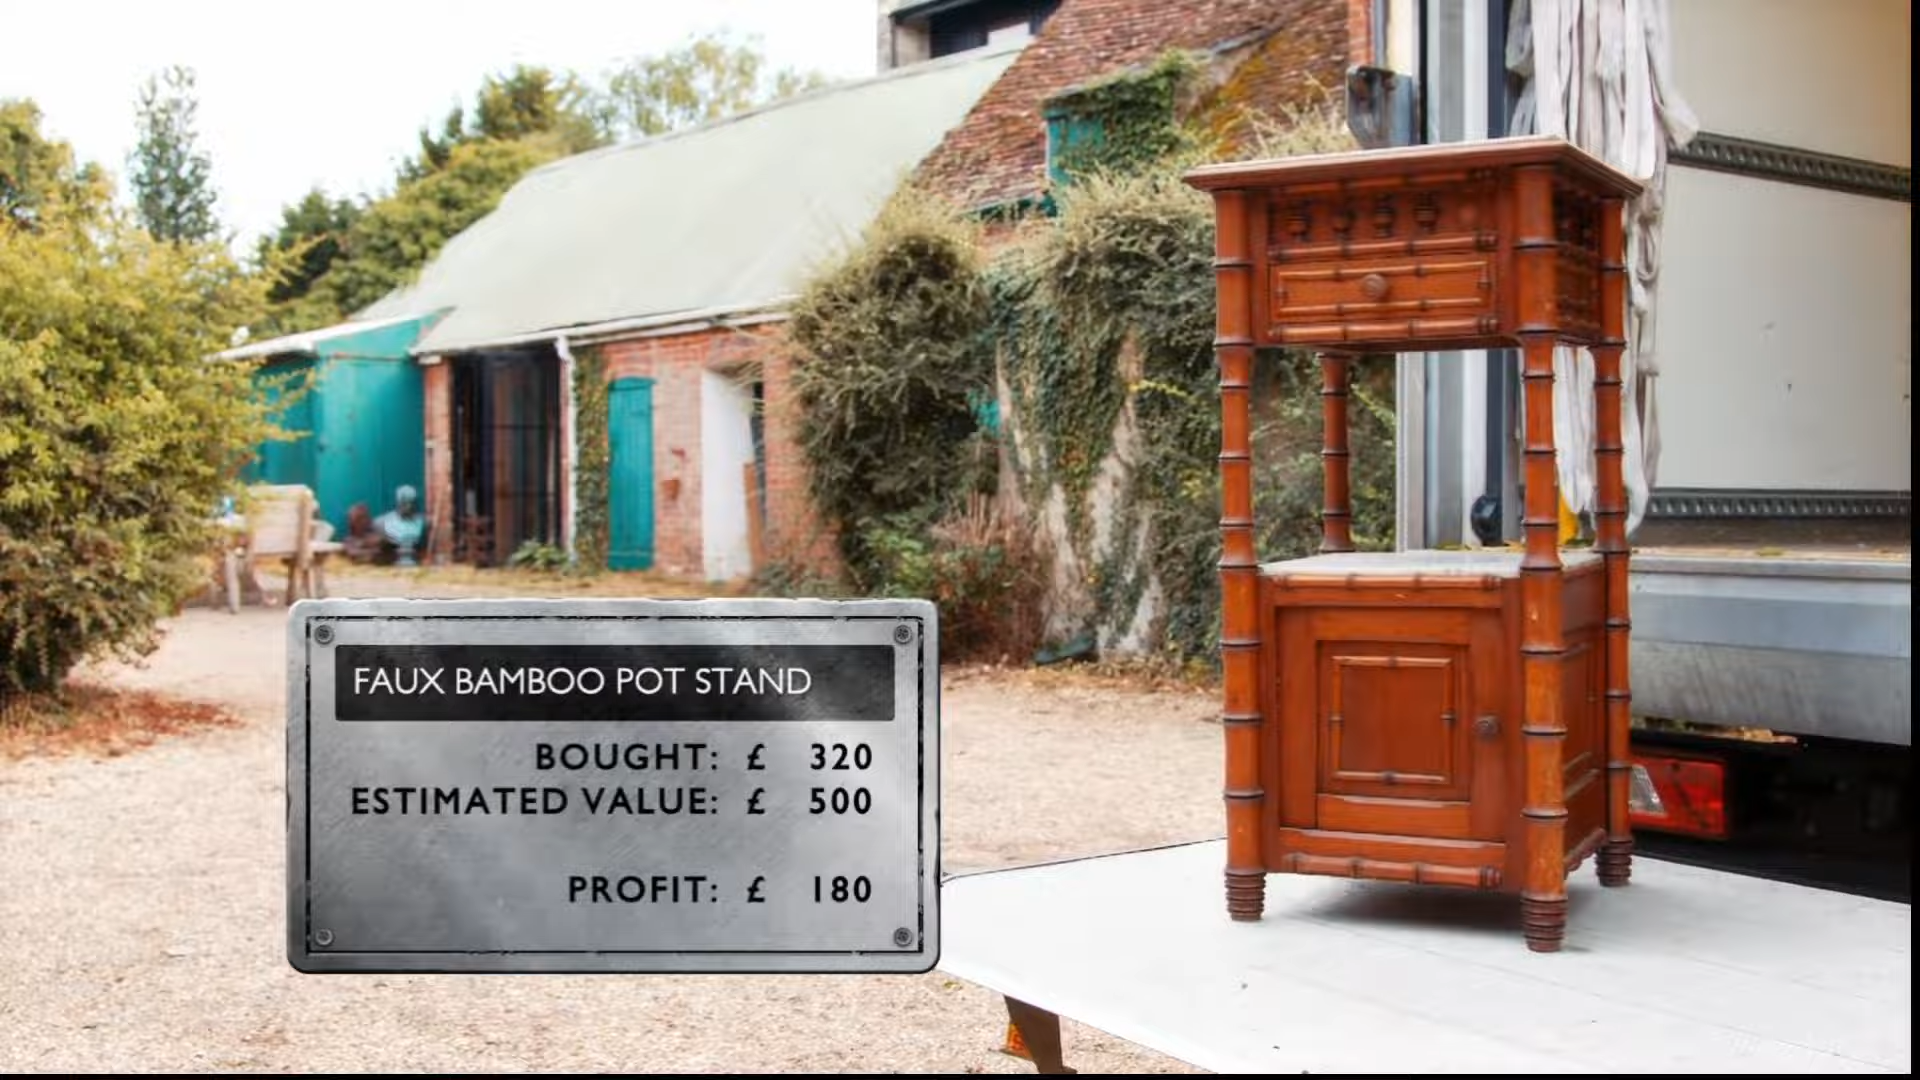 FAUX BAMBOO POT STAND
BOUGHT: £ 320
ESTIMATED VALUE: £ 500
PROFIT: £ 180